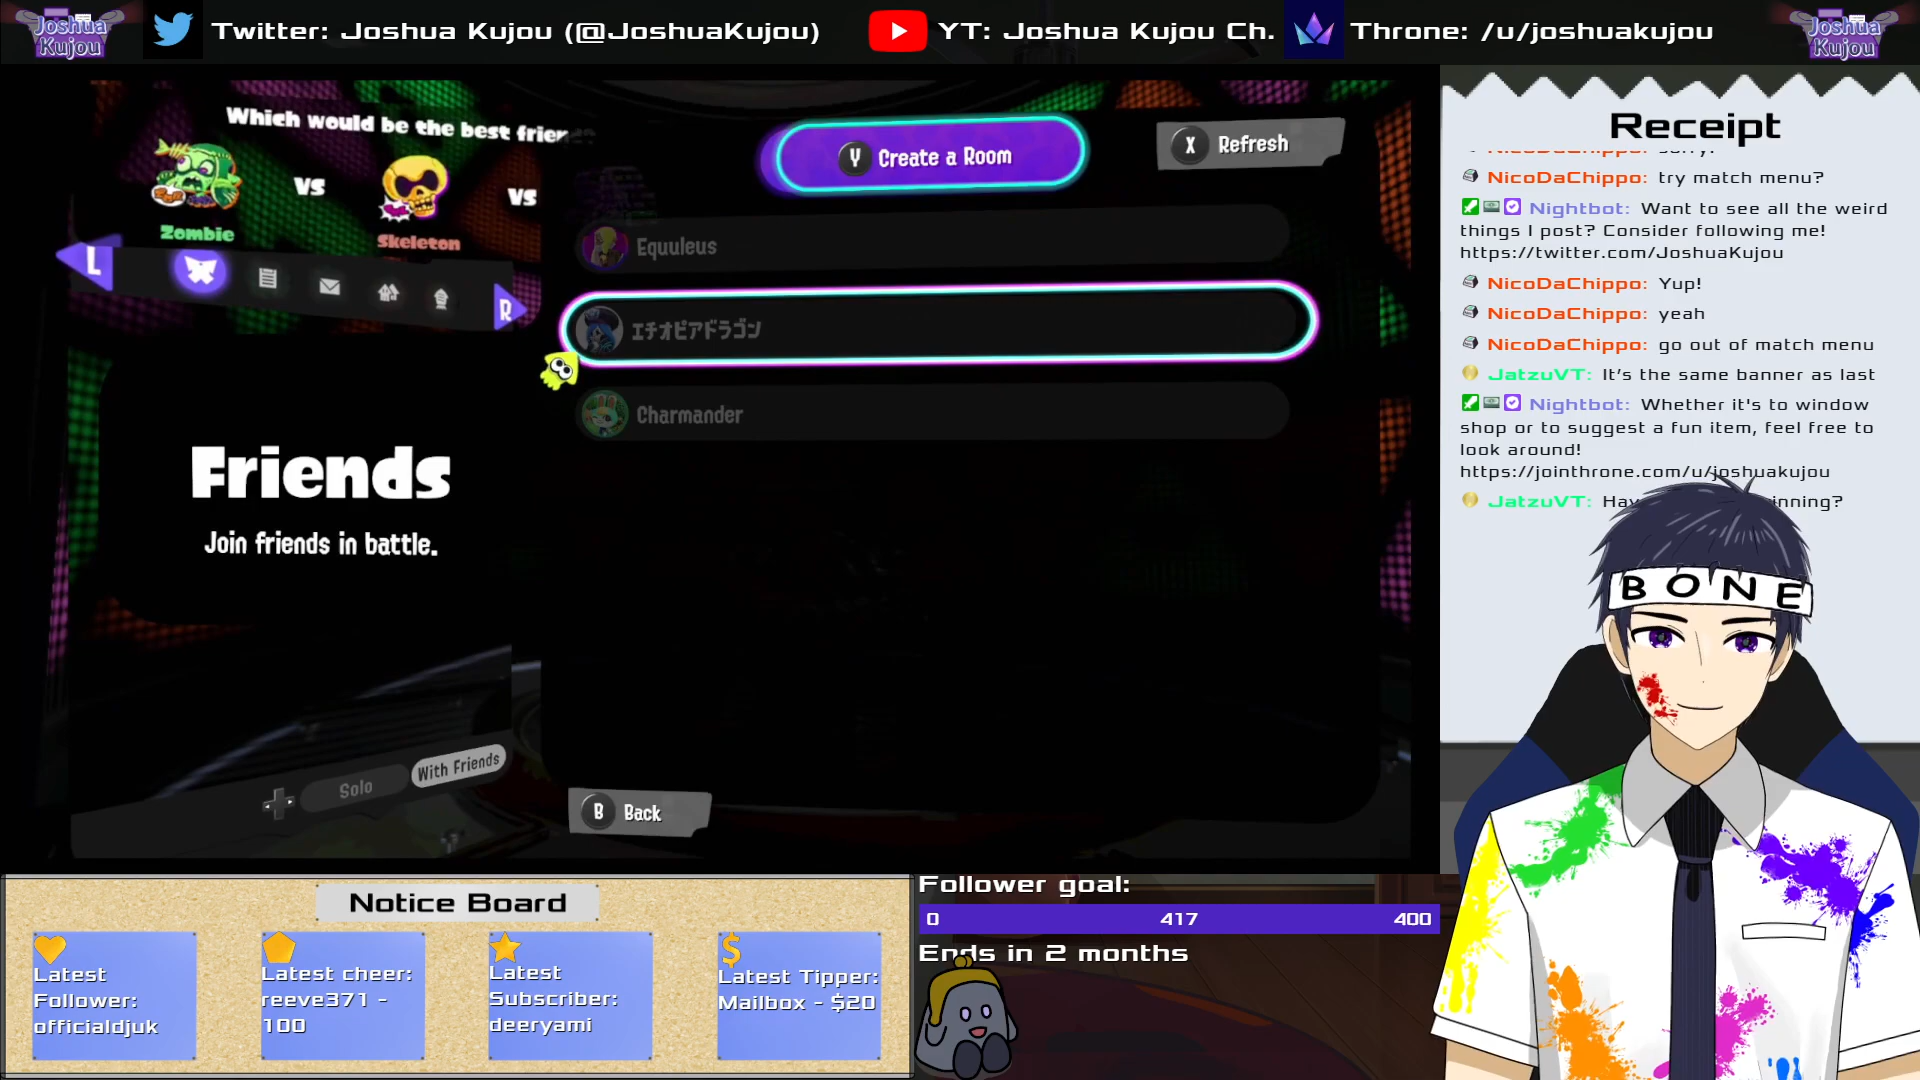 Joshua Kujou
Twitter: Joshua Kujou (@JoshuaKujou)
YT: Joshua Kujou Ch.
Throne: /u/joshuakujou
Joshua Kujou
Which would be the best frien
Zombie
vs
Skeleton
vs
L
R
Friends
Join friends in battle.
Solo
With Friends
Y Create a Room
X Refresh
Equuleus
エチオピアドラゴン
Charmander
B Back
Receipt
NicoDaChippo: sorry!
NicoDaChippo: try match menu?
Nightbot: Want to see all the weird
things I post? Consider following me!
https://twitter.com/JoshuaKujou
NicoDaChippo: Yup!
NicoDaChippo: yeah
NicoDaChippo: go out of match menu
JatzuVT: It's the same banner as last
Nightbot: Whether it's to window
shop or to suggest a fun item, feel free to
look around!
https://jointhrone.com/u/joshuakujou
JatzuVT:
BONE
Notice Board
Latest
Follower:
officialdjuk
Latest cheer:
reeve371 -
100
Latest
Subscriber:
deeryami
Latest Tipper:
Mailbox - $20
Follower goal:
0 417 400
Ends in 2 months